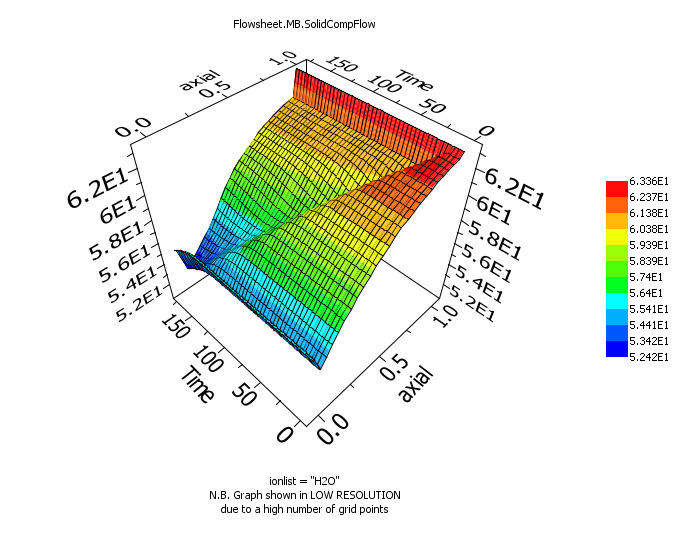 Flowsheet.MB.SolidCompFlow
axial
0.0
0.5
1.0
Time
150
100
50
0
6.2E1
6E1
5.8E1
5.6E1
5.4E1
5.2E1
6.2E1
6E1
5.8E1
5.6E1
5.4E1
5.2E1
150
100
50
0
Time
0.0
0.5
1.0
axial
6.336E1
6.237E1
6.138E1
6.038E1
5.939E1
5.839E1
5.74E1
5.64E1
5.541E1
5.441E1
5.342E1
5.242E1
ionlist = "H2O"
N.B. Graph shown in LOW RESOLUTION
due to a high number of grid points